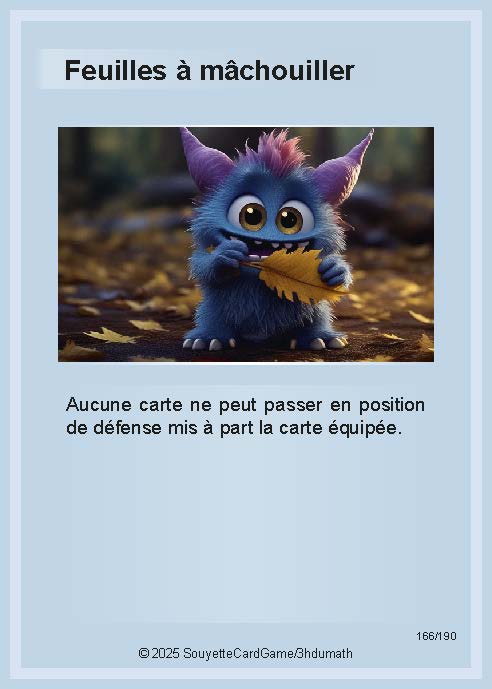 Feuilles à mâchouiller
Aucune carte ne peut passer en position
de défense mis à part la carte équipée.
166/190
© 2025 SouyetteCardGame/3hdumath